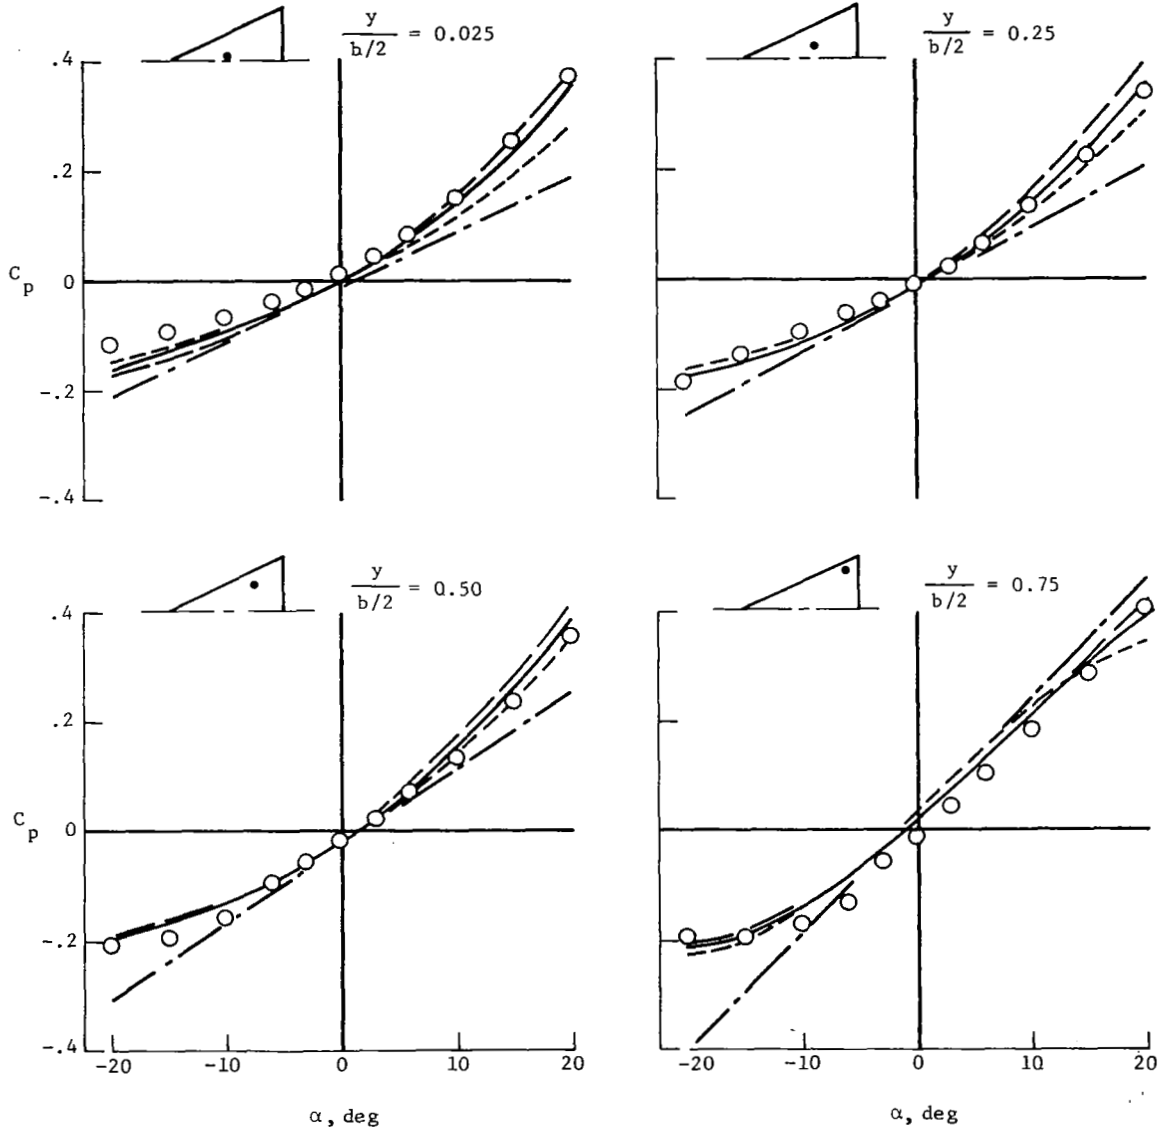 y/(b/2) = 0.025
y/(b/2) = 0.25
.4
.2
C_p 0
-.2
-.4
y/(b/2) = 0.50
y/(b/2) = 0.75
.4
.2
C_p 0
-.2
-.4
-20 -10 0 10 20
-20 -10 0 10 20
α, deg
α, deg